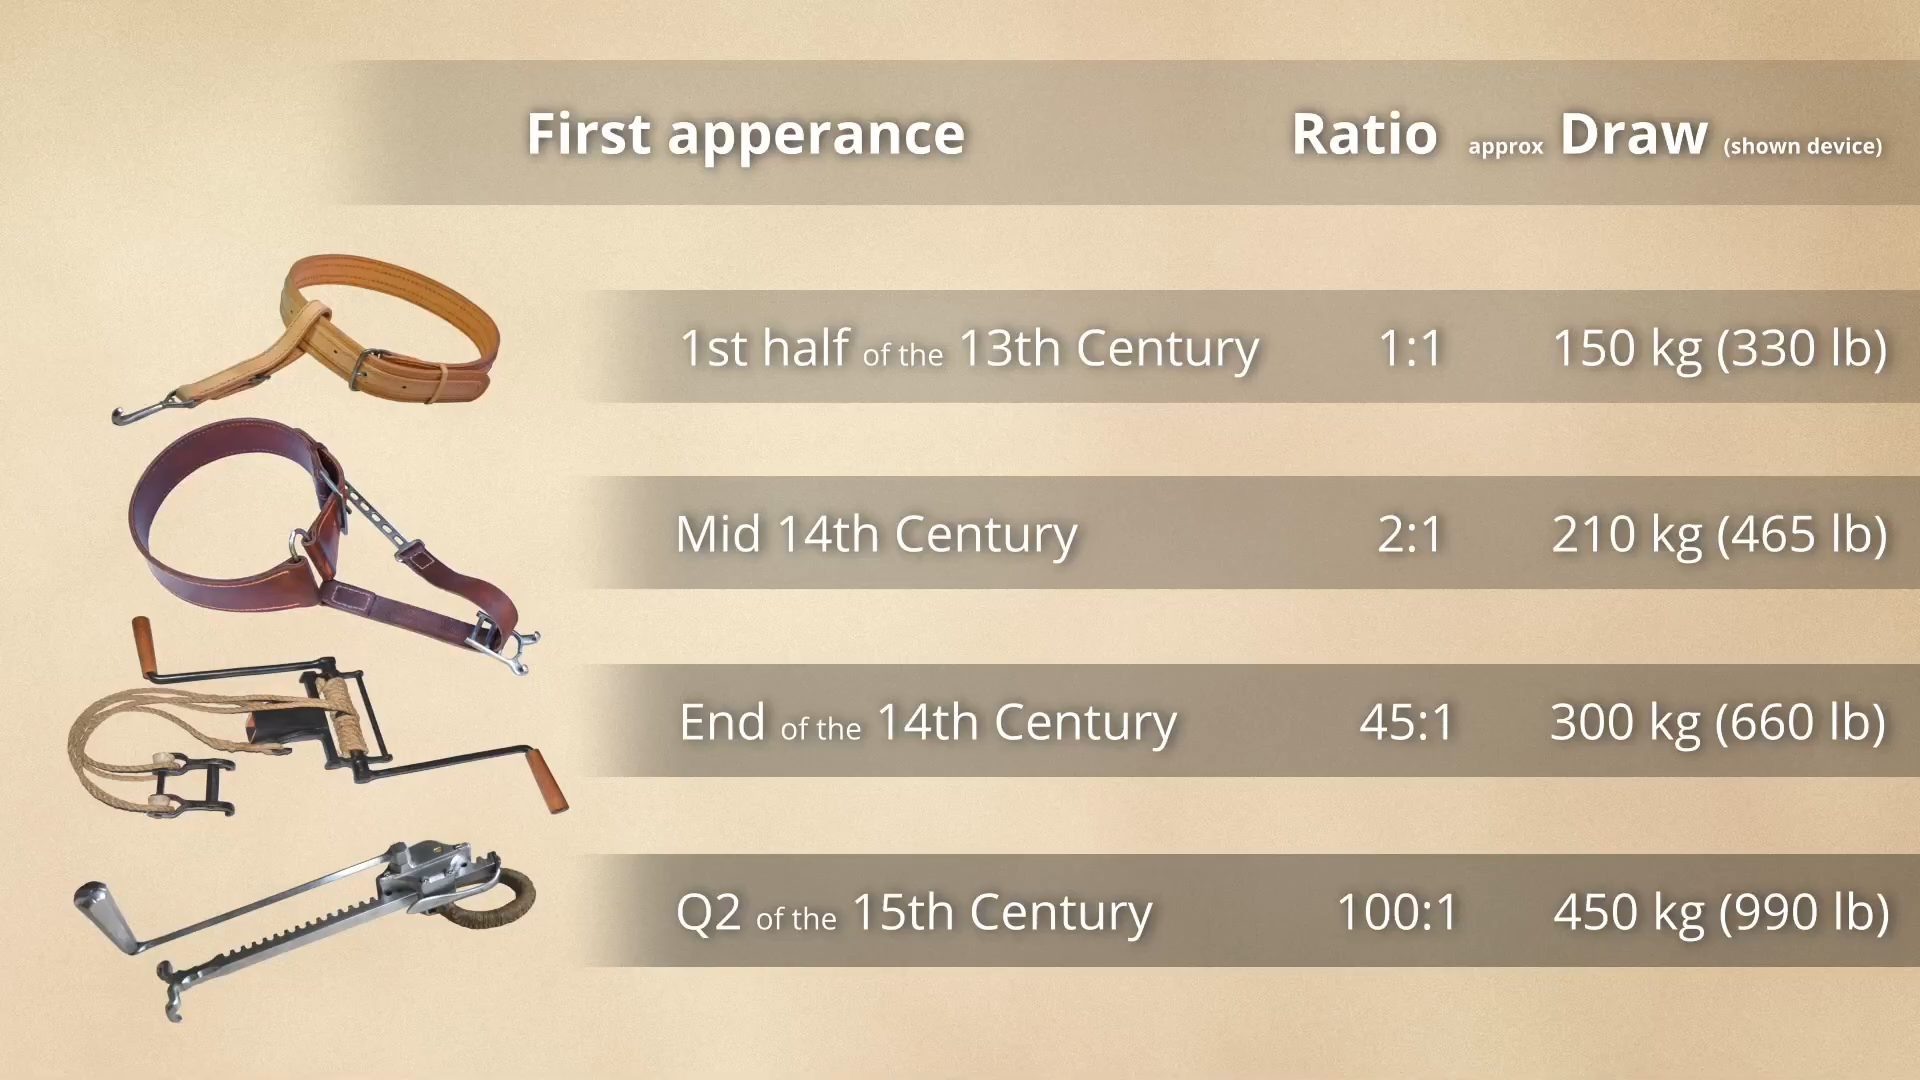 First apperance Ratio approx Draw (shown device)
1st half of the 13th Century 1:1 150 kg (330 lb)
Mid 14th Century 2:1 210 kg (465 lb)
End of the 14th Century 45:1 300 kg (660 lb)
Q2 of the 15th Century 100:1 450 kg (990 lb)